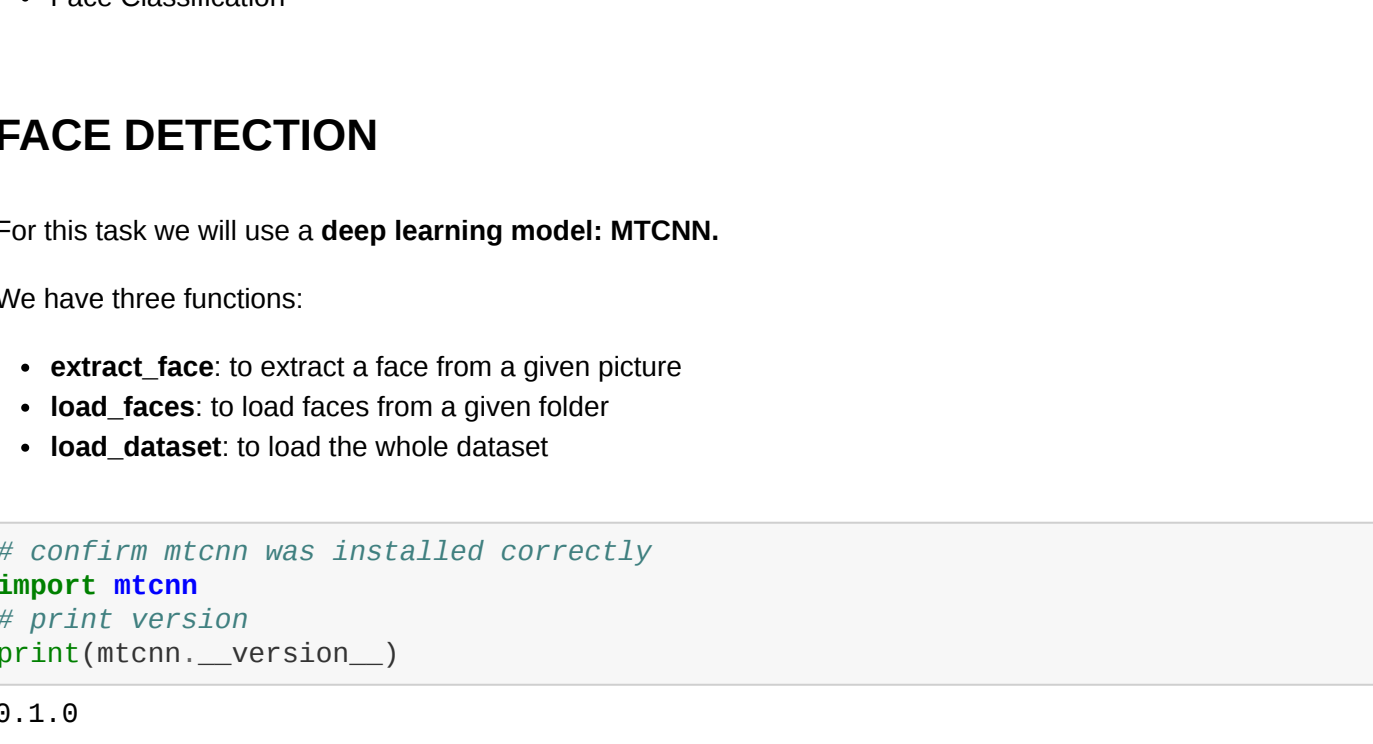 Face Classification
FACE DETECTION
For this task we will use a deep learning model: MTCNN.
We have three functions:
• extract_face: to extract a face from a given picture
• load_faces: to load faces from a given folder
• load_dataset: to load the whole dataset
# confirm mtcnn was installed correctly
import mtcnn
# print version
print(mtcnn.__version__)
0.1.0